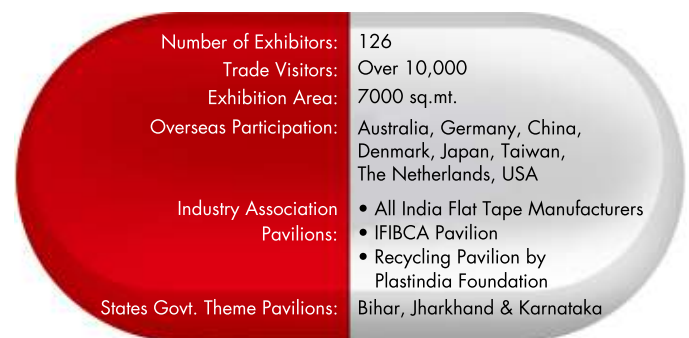 Number of Exhibitors: 126
Trade Visitors: Over 10,000
Exhibition Area: 7000 sq.mt.
Overseas Participation: Australia, Germany, China,
Denmark, Japan, Taiwan,
The Netherlands, USA
Industry Association • All India Flat Tape Manufacturers
Pavilions: • IFIBCA Pavilion
• Recycling Pavilion by
Plastindia Foundation
States Govt. Theme Pavilions: Bihar, Jharkhand & Karnataka